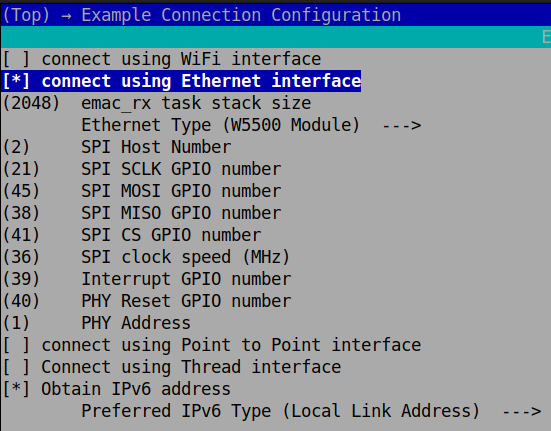 (Top) → Example Connection Configuration
E
[ ] connect using WiFi interface
[*] connect using Ethernet interface
(2048)  emac_rx task stack size
        Ethernet Type (W5500 Module)  --->
(2)     SPI Host Number
(21)    SPI SCLK GPIO number
(45)    SPI MOSI GPIO number
(38)    SPI MISO GPIO number
(41)    SPI CS GPIO number
(36)    SPI clock speed (MHz)
(39)    Interrupt GPIO number
(40)    PHY Reset GPIO number
(1)     PHY Address
[ ] connect using Point to Point interface
[ ] Connect using Thread interface
[*] Obtain IPv6 address
        Preferred IPv6 Type (Local Link Address)  --->